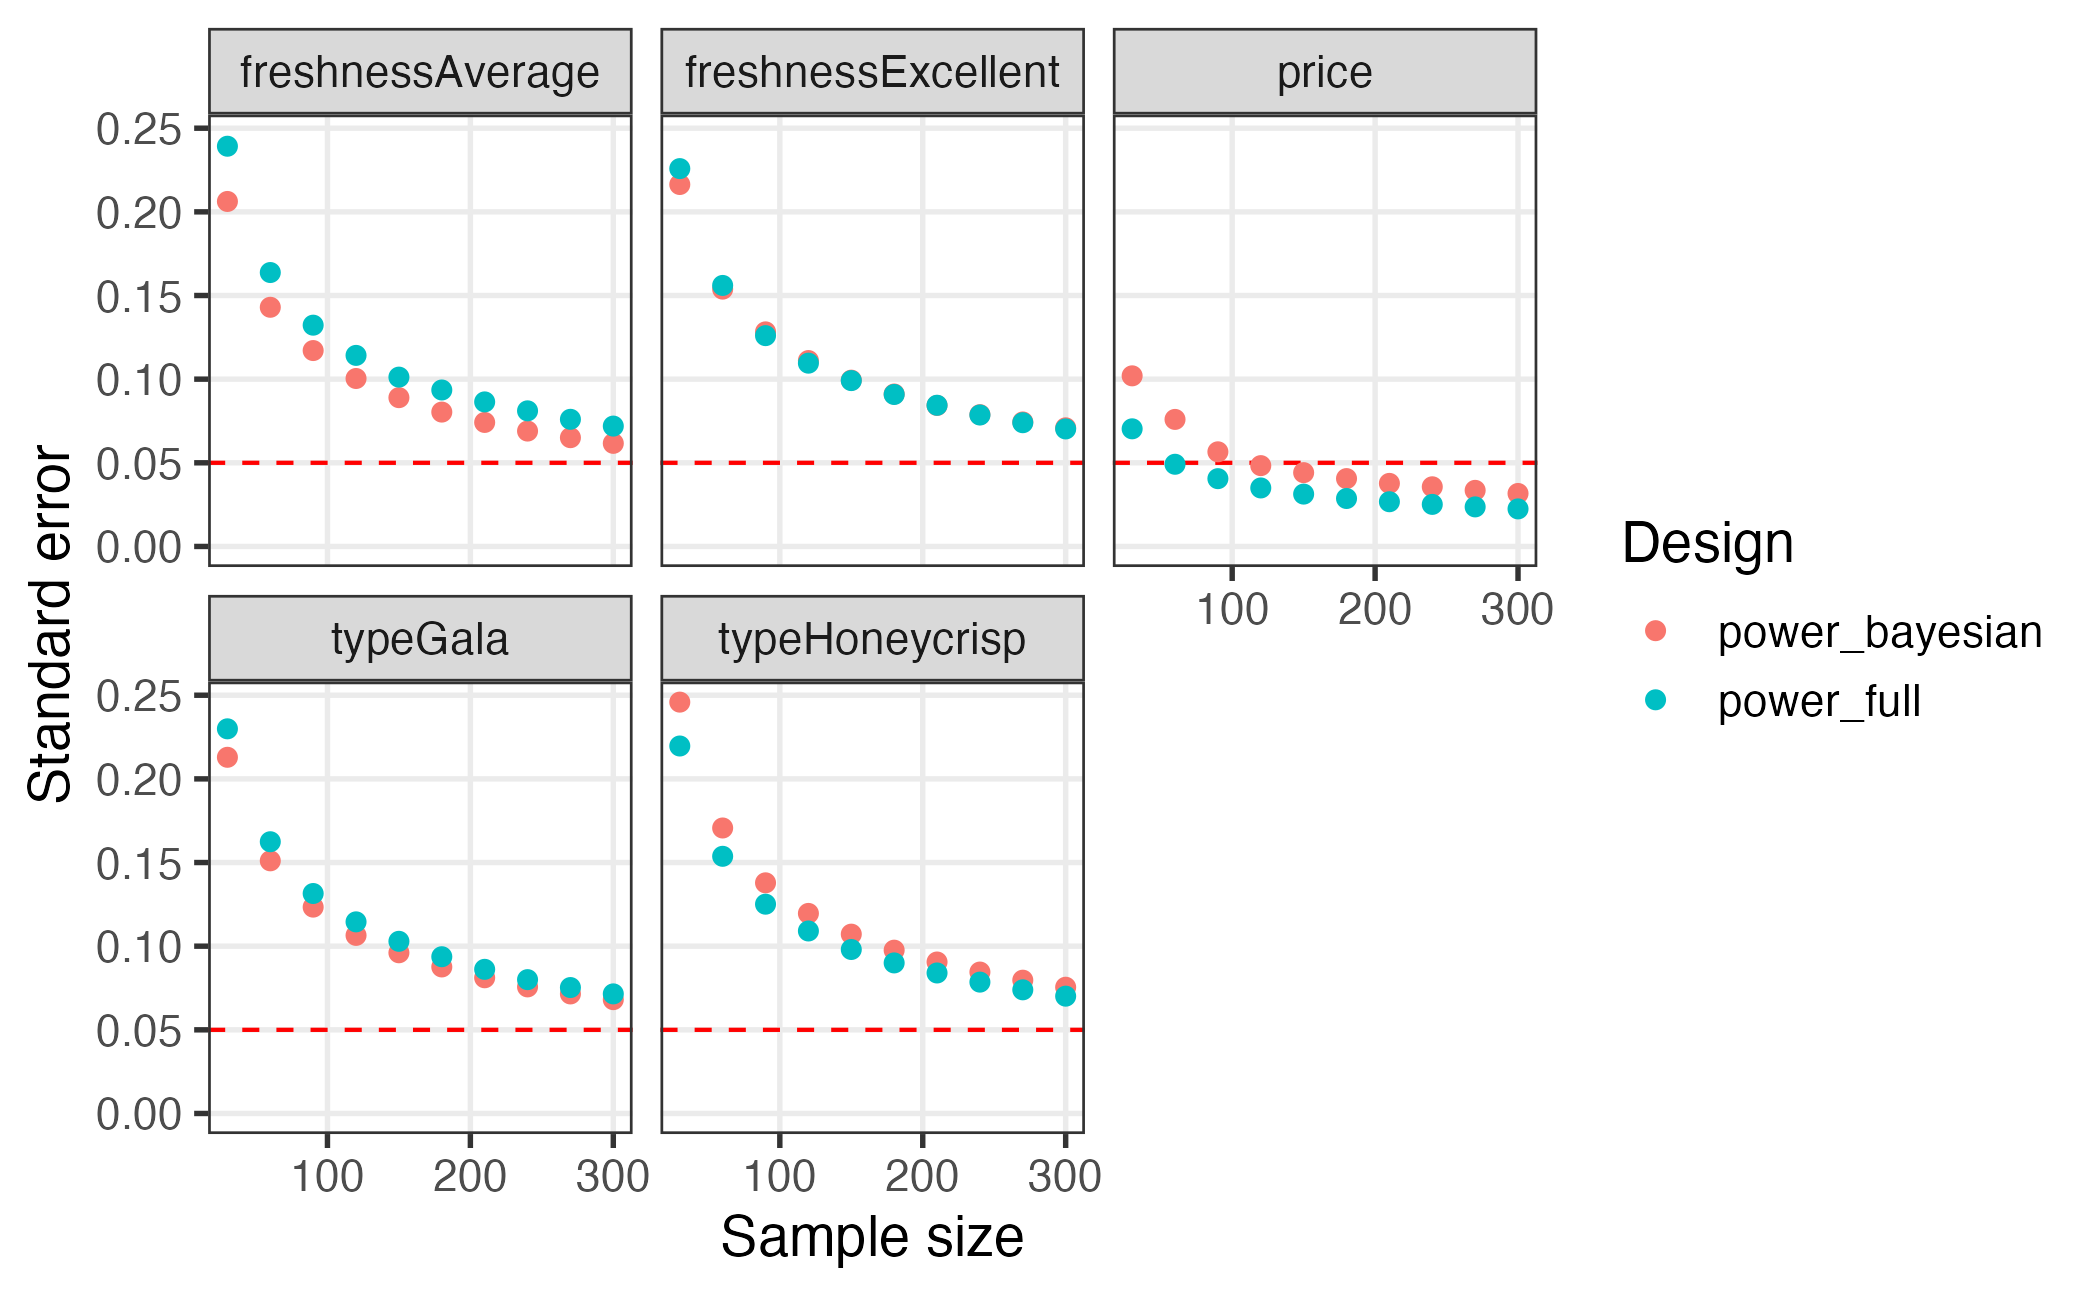 freshnessAverage freshnessExcellent price
0.25
0.20
0.15
0.10
0.05
0.00
100 200 300
typeGala typeHoneycrisp
0.25
0.20
0.15
0.10
0.05
0.00
100 200 300 100 200 300
Sample size
Standard error
Design
power_bayesian
power_full